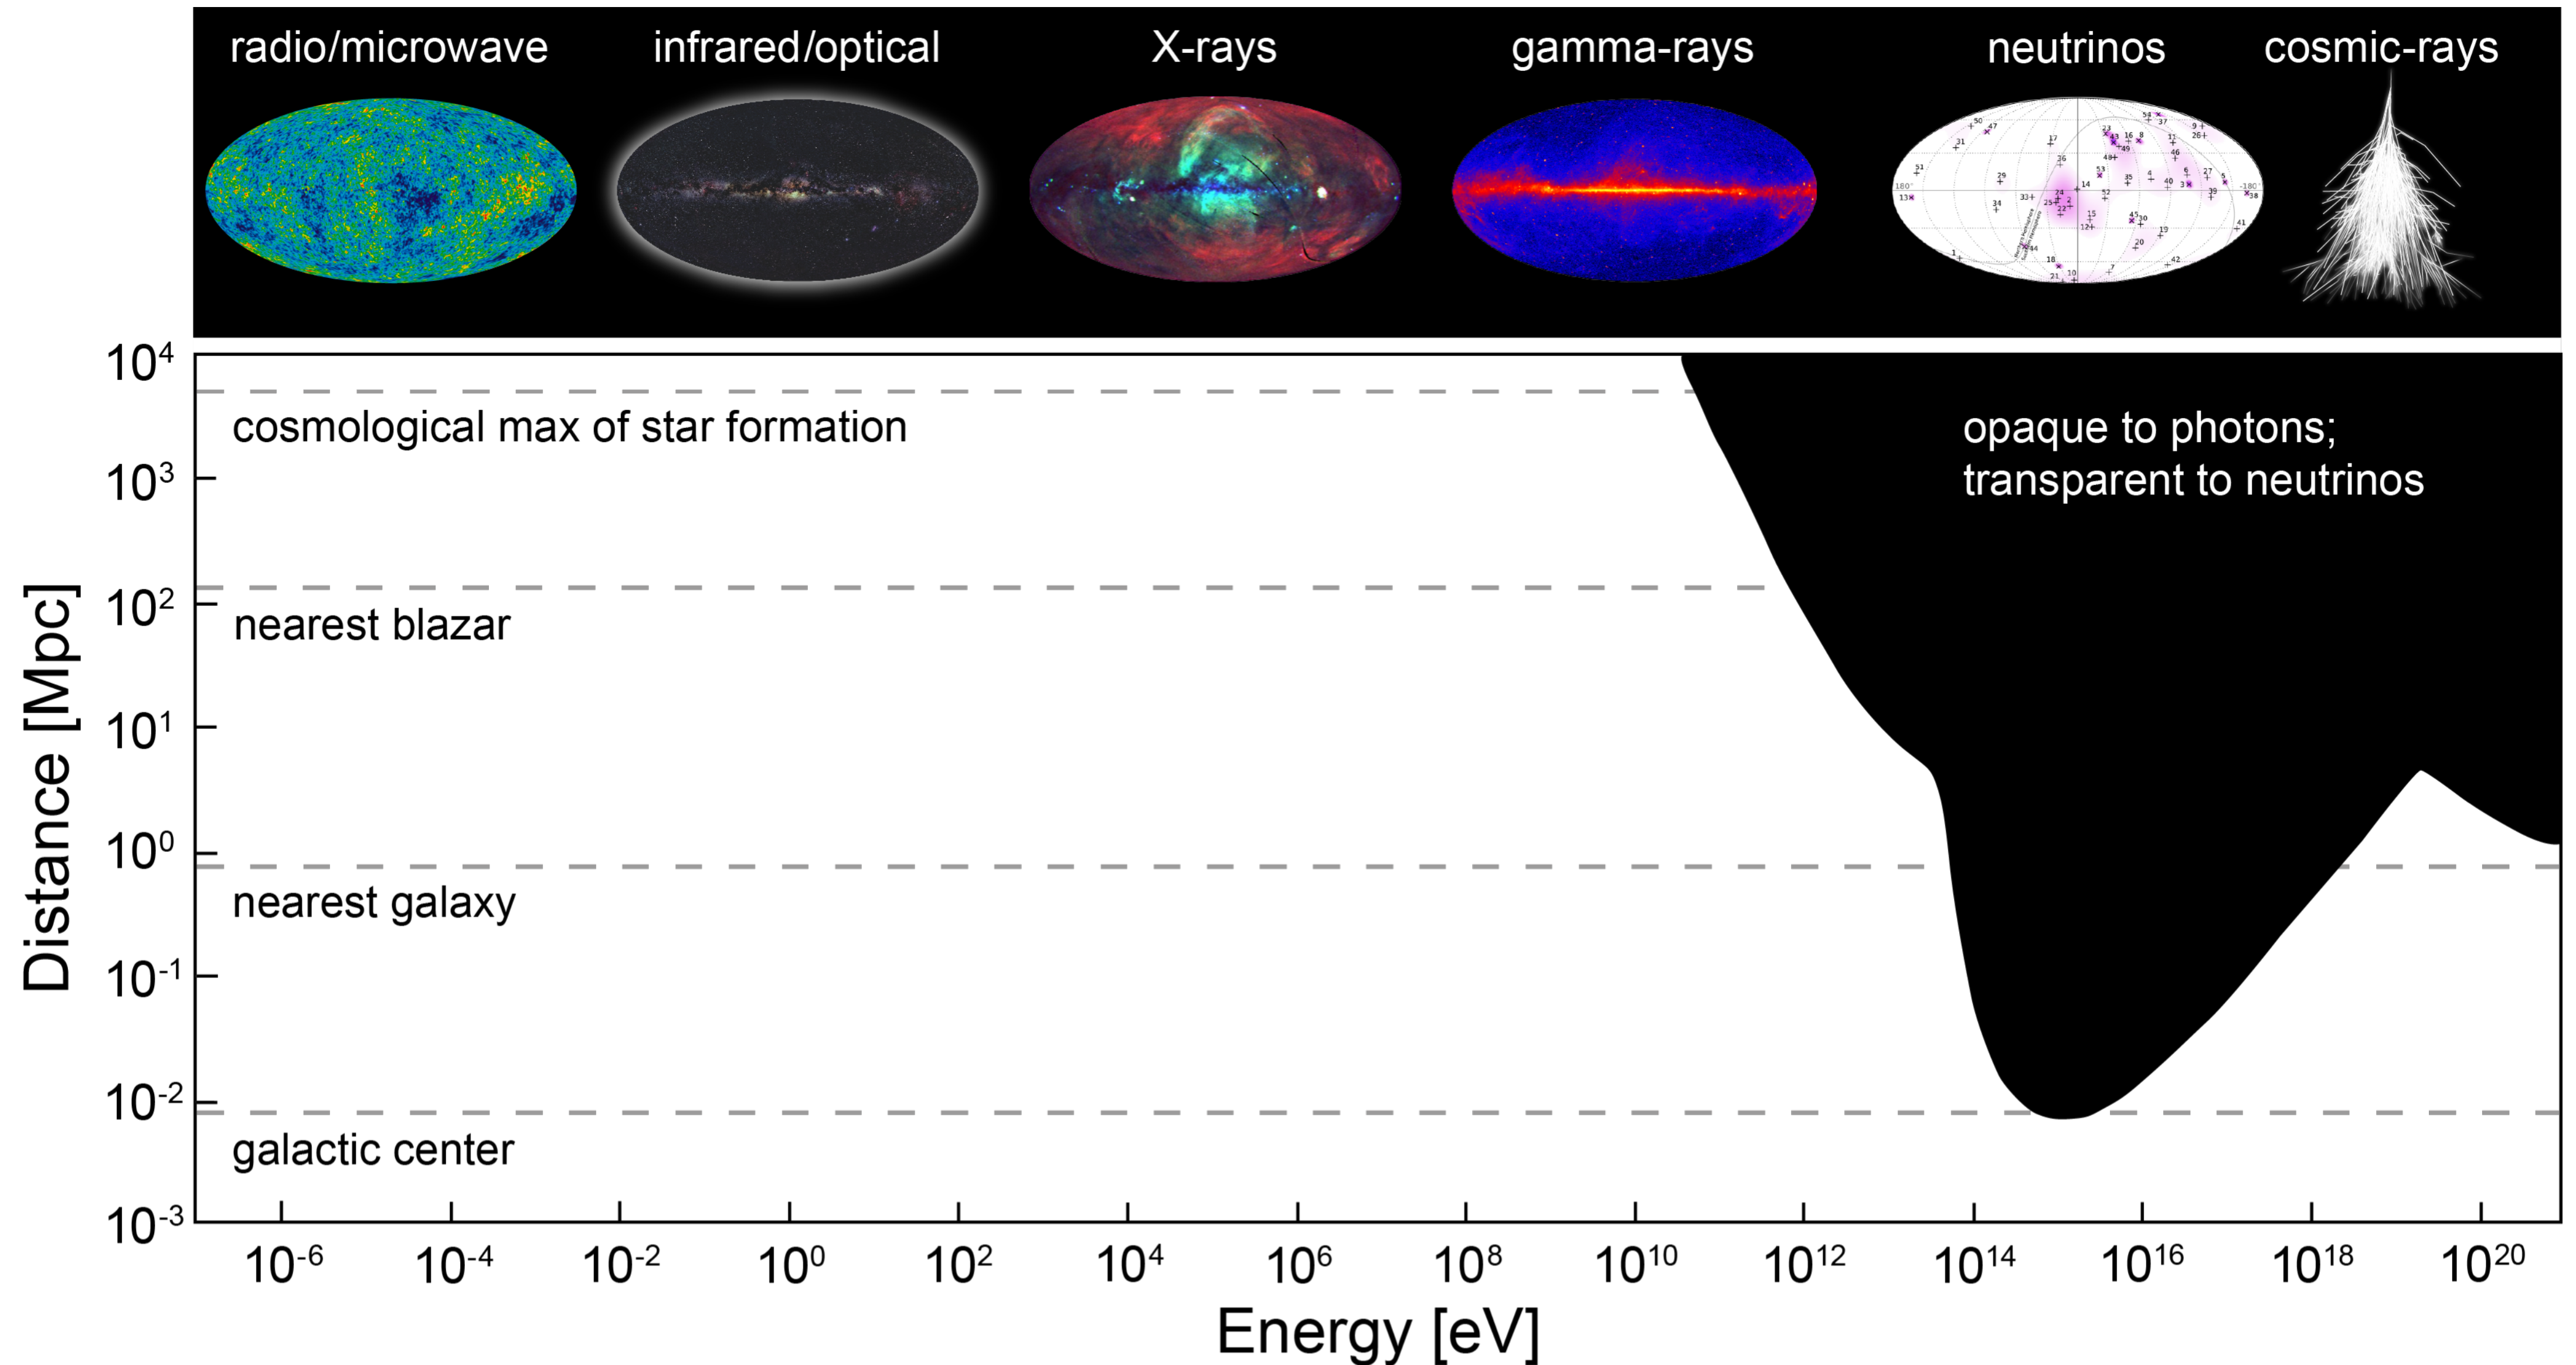 radio/microwave infrared/optical X-rays gamma-rays neutrinos cosmic-rays
10⁴
cosmological max of star formation
opaque to photons;
transparent to neutrinos
10³
10²
nearest blazar
10¹
10⁰
nearest galaxy
10⁻¹
10⁻²
galactic center
10⁻³
Distance [Mpc]
10⁻⁶ 10⁻⁴ 10⁻² 10⁰ 10² 10⁴ 10⁶ 10⁸ 10¹⁰ 10¹² 10¹⁴ 10¹⁶ 10¹⁸ 10²⁰
Energy [eV]